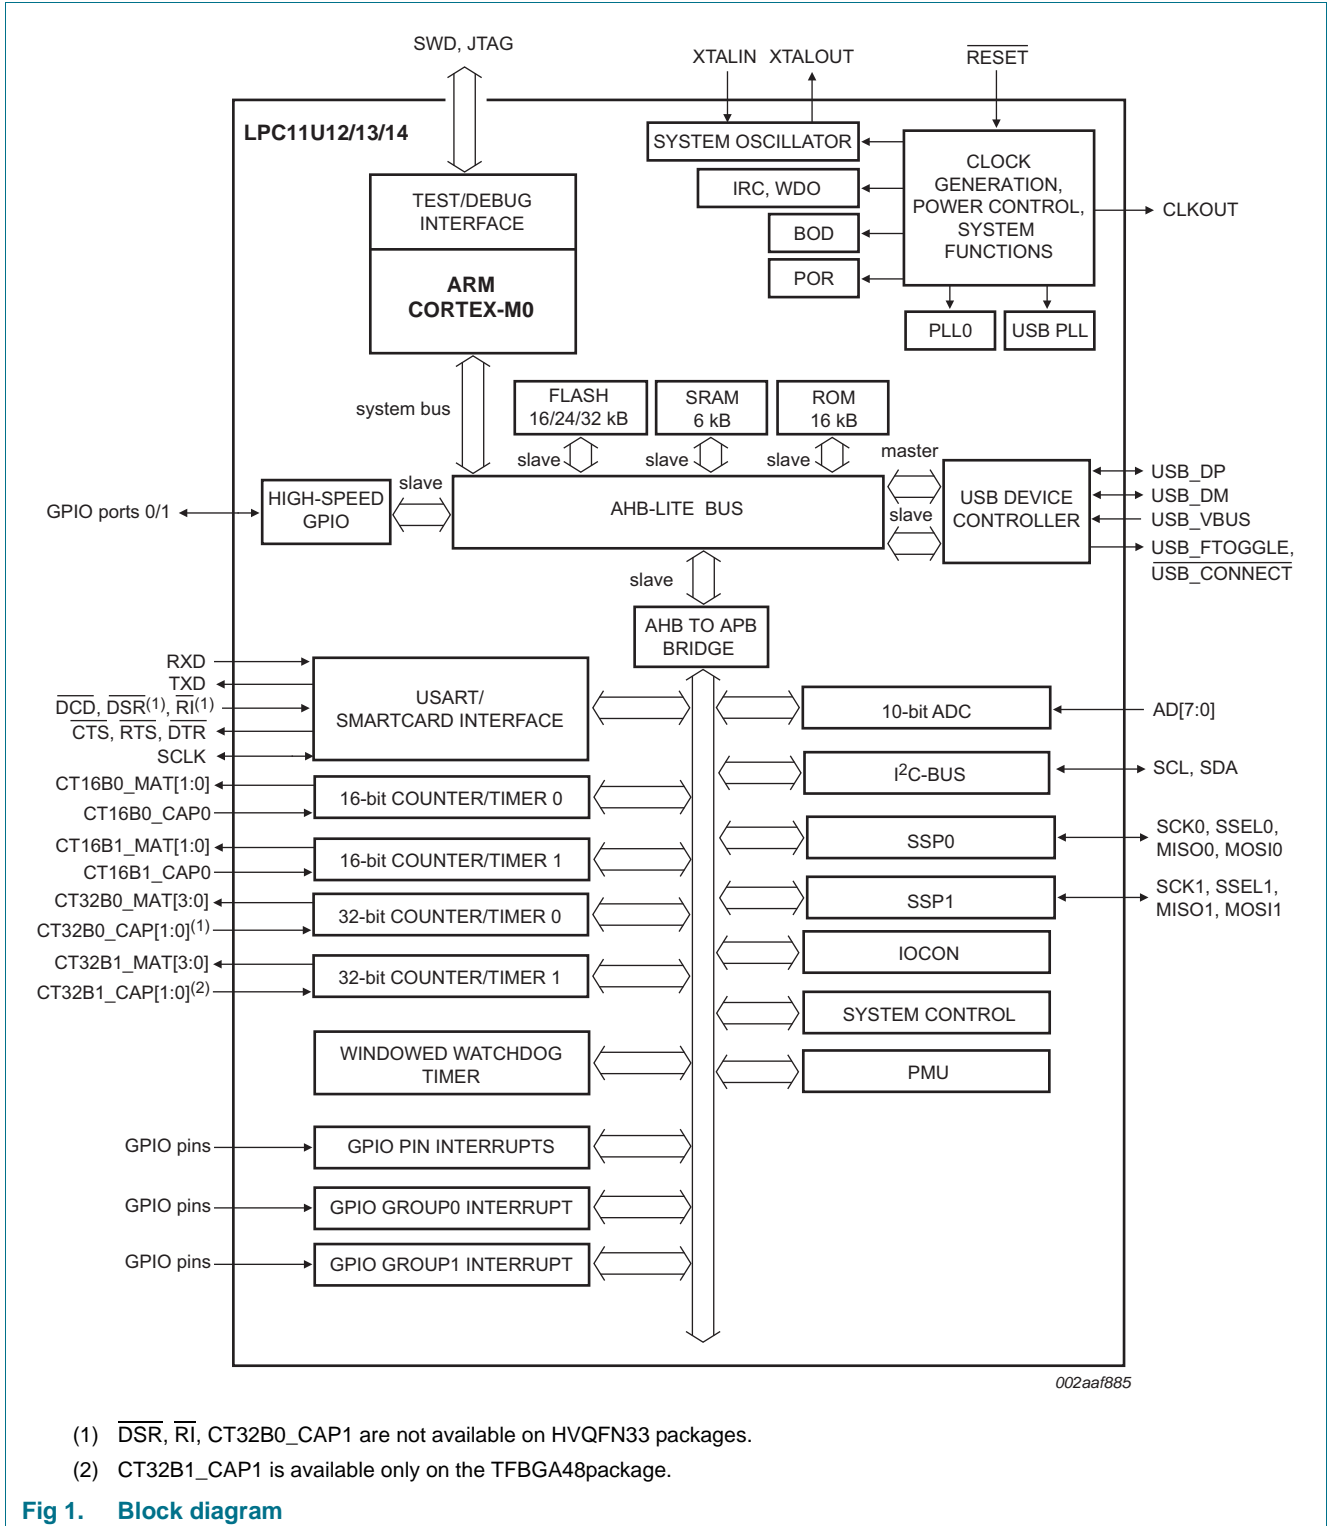 SWD, JTAG
XTALIN XTALOUT
RESET
LPC11U12/13/14
SYSTEM OSCILLATOR
IRC, WDO
BOD
POR
CLOCK
GENERATION,
POWER CONTROL,
SYSTEM
FUNCTIONS
CLKOUT
PLL0
USB PLL
TEST/DEBUG
INTERFACE
ARM
CORTEX-M0
system bus
FLASH
16/24/32 kB
SRAM
6 kB
ROM
16 kB
slave
slave
slave
master
slave
slave
GPIO ports 0/1
HIGH-SPEED
GPIO
AHB-LITE BUS
USB DEVICE
CONTROLLER
USB_DP
USB_DM
USB_VBUS
USB_FTOGGLE,
USB_CONNECT
slave
AHB TO APB
BRIDGE
RXD
TXD
DCD, DSR(1), RI(1)
CTS, RTS, DTR
SCLK
USART/
SMARTCARD INTERFACE
CT16B0_MAT[1:0]
CT16B0_CAP0
16-bit COUNTER/TIMER 0
CT16B1_MAT[1:0]
CT16B1_CAP0
16-bit COUNTER/TIMER 1
CT32B0_MAT[3:0]
CT32B0_CAP[1:0](1)
32-bit COUNTER/TIMER 0
CT32B1_MAT[3:0]
CT32B1_CAP[1:0](2)
32-bit COUNTER/TIMER 1
WINDOWED WATCHDOG
TIMER
GPIO pins
GPIO PIN INTERRUPTS
GPIO pins
GPIO GROUP0 INTERRUPT
GPIO pins
GPIO GROUP1 INTERRUPT
10-bit ADC
AD[7:0]
I2C-BUS
SCL, SDA
SSP0
SCK0, SSEL0,
MISO0, MOSI0
SSP1
SCK1, SSEL1,
MISO1, MOSI1
IOCON
SYSTEM CONTROL
PMU
002aaf885
(1) DSR, RI, CT32B0_CAP1 are not available on HVQFN33 packages.
(2) CT32B1_CAP1 is available only on the TFBGA48package.
Fig 1. Block diagram